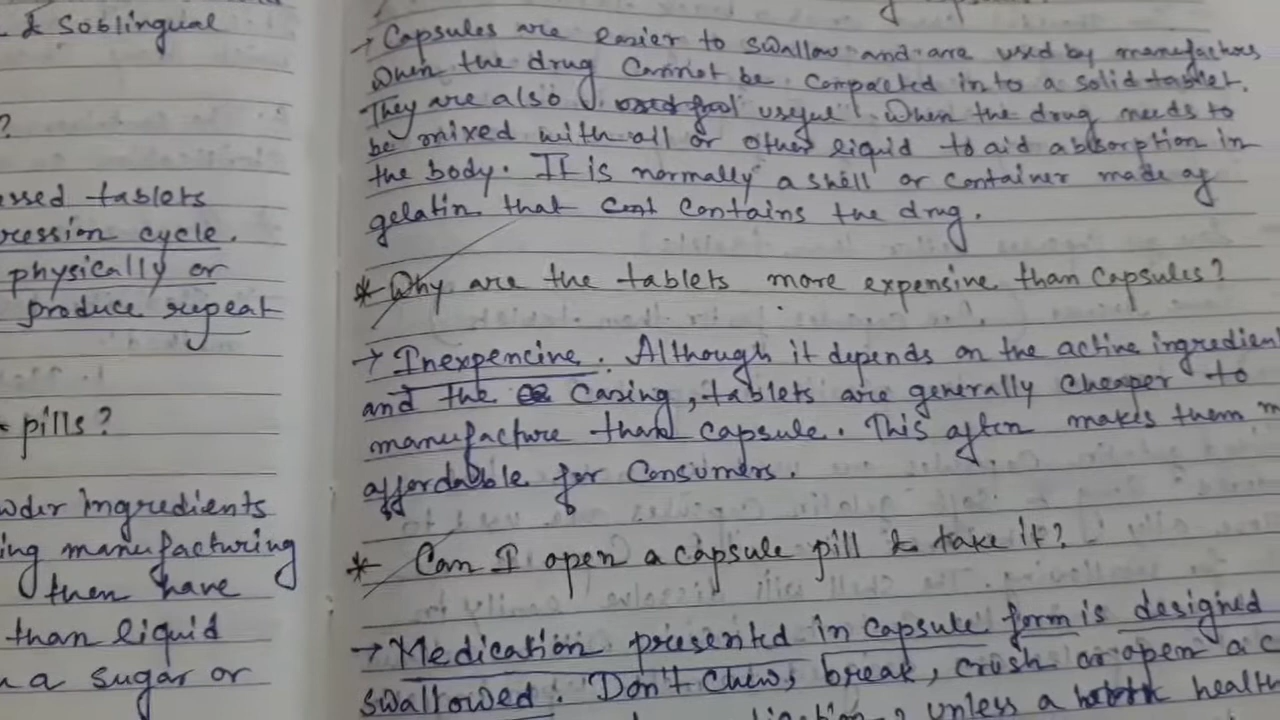 & Soblingual
?
essed tablets
ression cycle.
physically or
produce repeat
pills?
wder ingredients
ing manufacturing
then have
than liquid
a sugar or
→ Capsules are easier to swallow and are used by manufactors
When the drug Cannot be Compacted in to a solid tablet.
They are also useful. When the drug needs to
be mixed with all or other liquid to aid absorption in
the body. It is normally a shell or container made of
gelatin that contains the drug.
* Why are the tablets more expensive than Capsules?
→ Inexpencive. Although it depends on the active ingredien
and the casing, tablets are generally cheaper to
manufacture than capsule. This often makes them m
affordable for Consumers.
* Can I open a capsule pill & take it?
→ Medication presented in capsule form is designed
swallowed. Don't chew, break, crush or open a c
unless a health